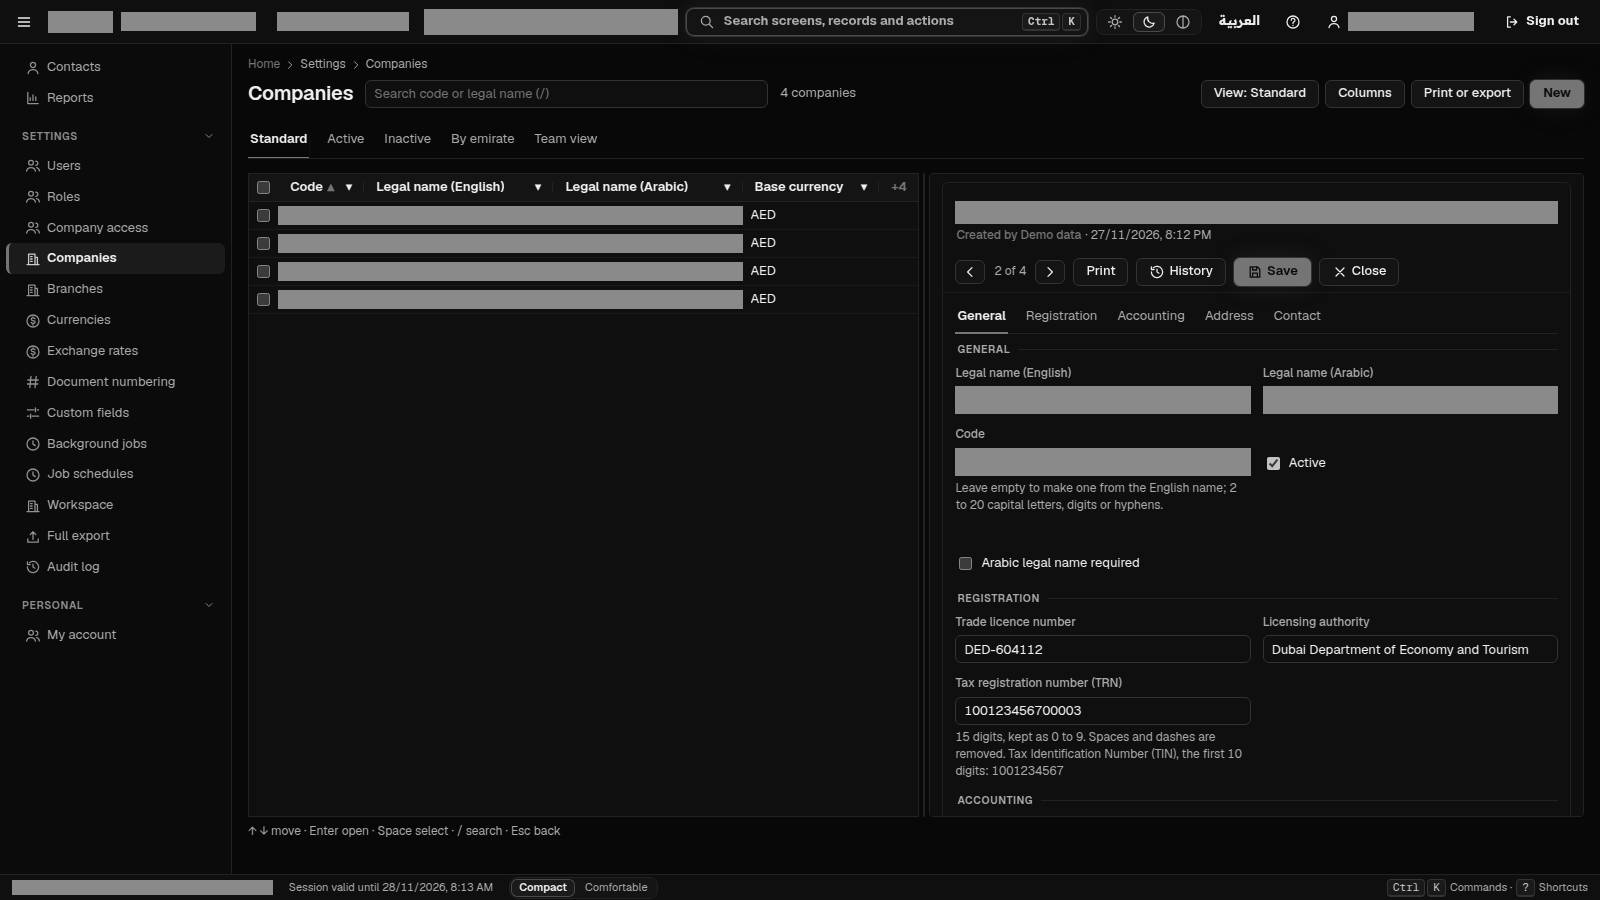 Search screens, records and actions
Ctrl K
العربية
Sign out
Contacts
Reports
SETTINGS
Users
Roles
Company access
Companies
Branches
Currencies
Exchange rates
Document numbering
Custom fields
Background jobs
Job schedules
Workspace
Full export
Audit log
PERSONAL
My account
Home > Settings > Companies
Companies
Search code or legal name (/)
4 companies
View: Standard
Columns
Print or export
New
Standard Active Inactive By emirate Team view
Code ▲ ▼ Legal name (English) ▼ Legal name (Arabic) ▼ Base currency ▼ +4
AED
AED
AED
AED
Created by Demo data · 27/11/2026, 8:12 PM
2 of 4
Print
History
Save
Close
General Registration Accounting Address Contact
GENERAL
Legal name (English) Legal name (Arabic)
Code
Active
Leave empty to make one from the English name; 2
to 20 capital letters, digits or hyphens.
Arabic legal name required
REGISTRATION
Trade licence number Licensing authority
DED-604112 Dubai Department of Economy and Tourism
Tax registration number (TRN)
100123456700003
15 digits, kept as 0 to 9. Spaces and dashes are
removed. Tax Identification Number (TIN), the first 10
digits: 1001234567
ACCOUNTING
↑↓ move · Enter open · Space select · / search · Esc back
Session valid until 28/11/2026, 8:13 AM
Compact Comfortable
Ctrl K Commands · ? Shortcuts